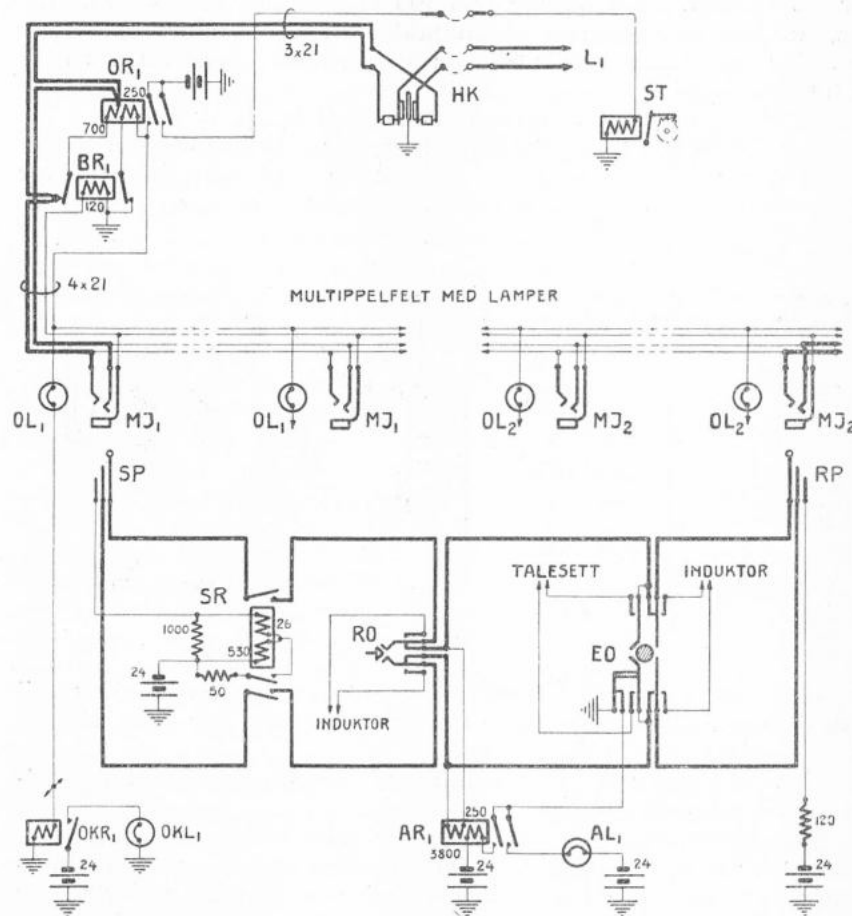 3x21
L₁
OR₁
250
HK
ST
700
BR₁
120
4x21
MULTIPPELFELT MED LAMPER
OL₁
MJ₁
OL₁
MJ₁
OL₂
MJ₂
OL₂
MJ₂
SP
RP
TALESETT
INDUKTOR
SR
26
1000
RO
530
EO
24
50
INDUKTOR
250
OKR₁
OKL₁
AR₁
AL₁
120
3800
24
24
24
24